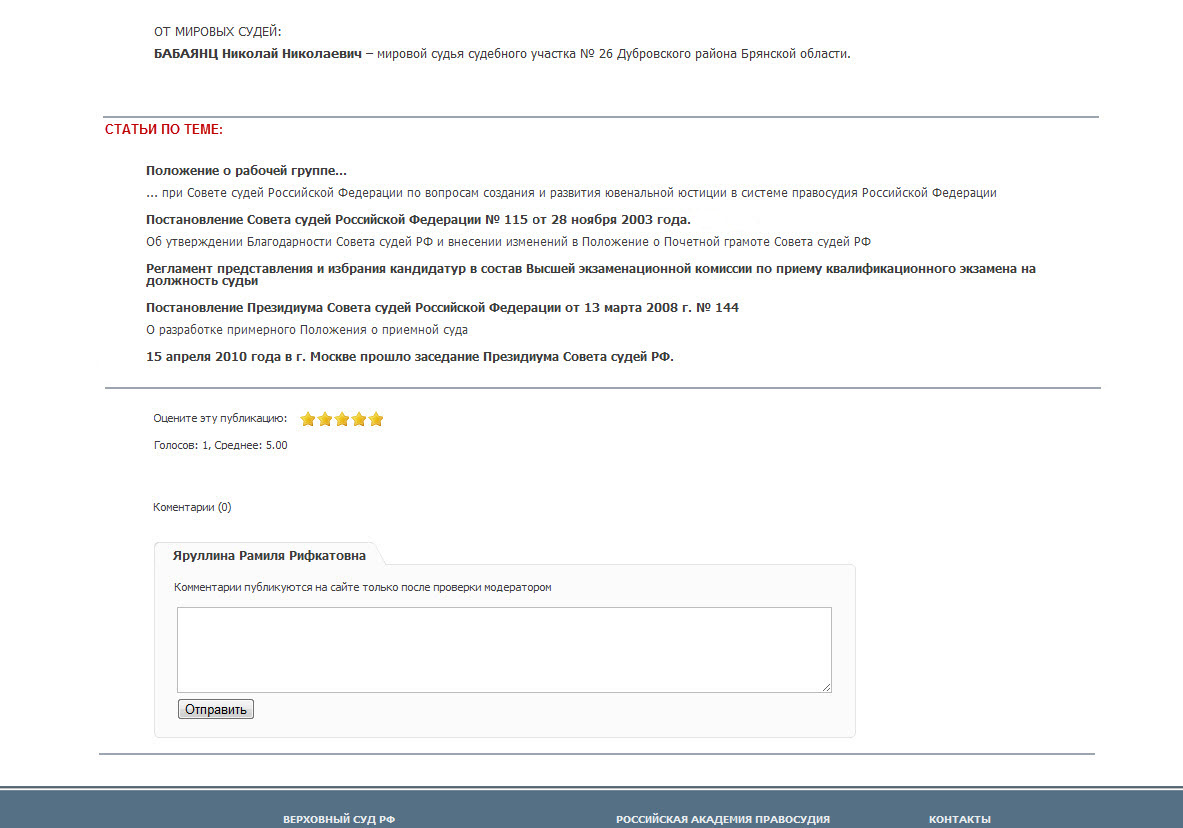 ОТ МИРОВЫХ СУДЕЙ:
БАБАЯНЦ Николай Николаевич – мировой судья судебного участка № 26 Дубровского района Брянской области.
СТАТЬИ ПО ТЕМЕ:
Положение о рабочей группе...
... при Совете судей Российской Федерации по вопросам создания и развития ювенальной юстиции в системе правосудия Российской Федерации
Постановление Совета судей Российской Федерации № 115 от 28 ноября 2003 года.
Об утверждении Благодарности Совета судей РФ и внесении изменений в Положение о Почетной грамоте Совета судей РФ
Регламент представления и избрания кандидатур в состав Высшей экзаменационной комиссии по приему квалификационного экзамена на
должность судьи
Постановление Президиума Совета судей Российской Федерации от 13 марта 2008 г. № 144
О разработке примерного Положения о приемной суда
15 апреля 2010 года в г. Москве прошло заседание Президиума Совета судей РФ.
Оцените эту публикацию:
Голосов: 1, Среднее: 5.00
Коментарии (0)
Яруллина Рамиля Рифкатовна
Комментарии публикуются на сайте только после проверки модератором
Отправить
ВЕРХОВНЫЙ СУД РФ РОССИЙСКАЯ АКАДЕМИЯ ПРАВОСУДИЯ КОНТАКТЫ